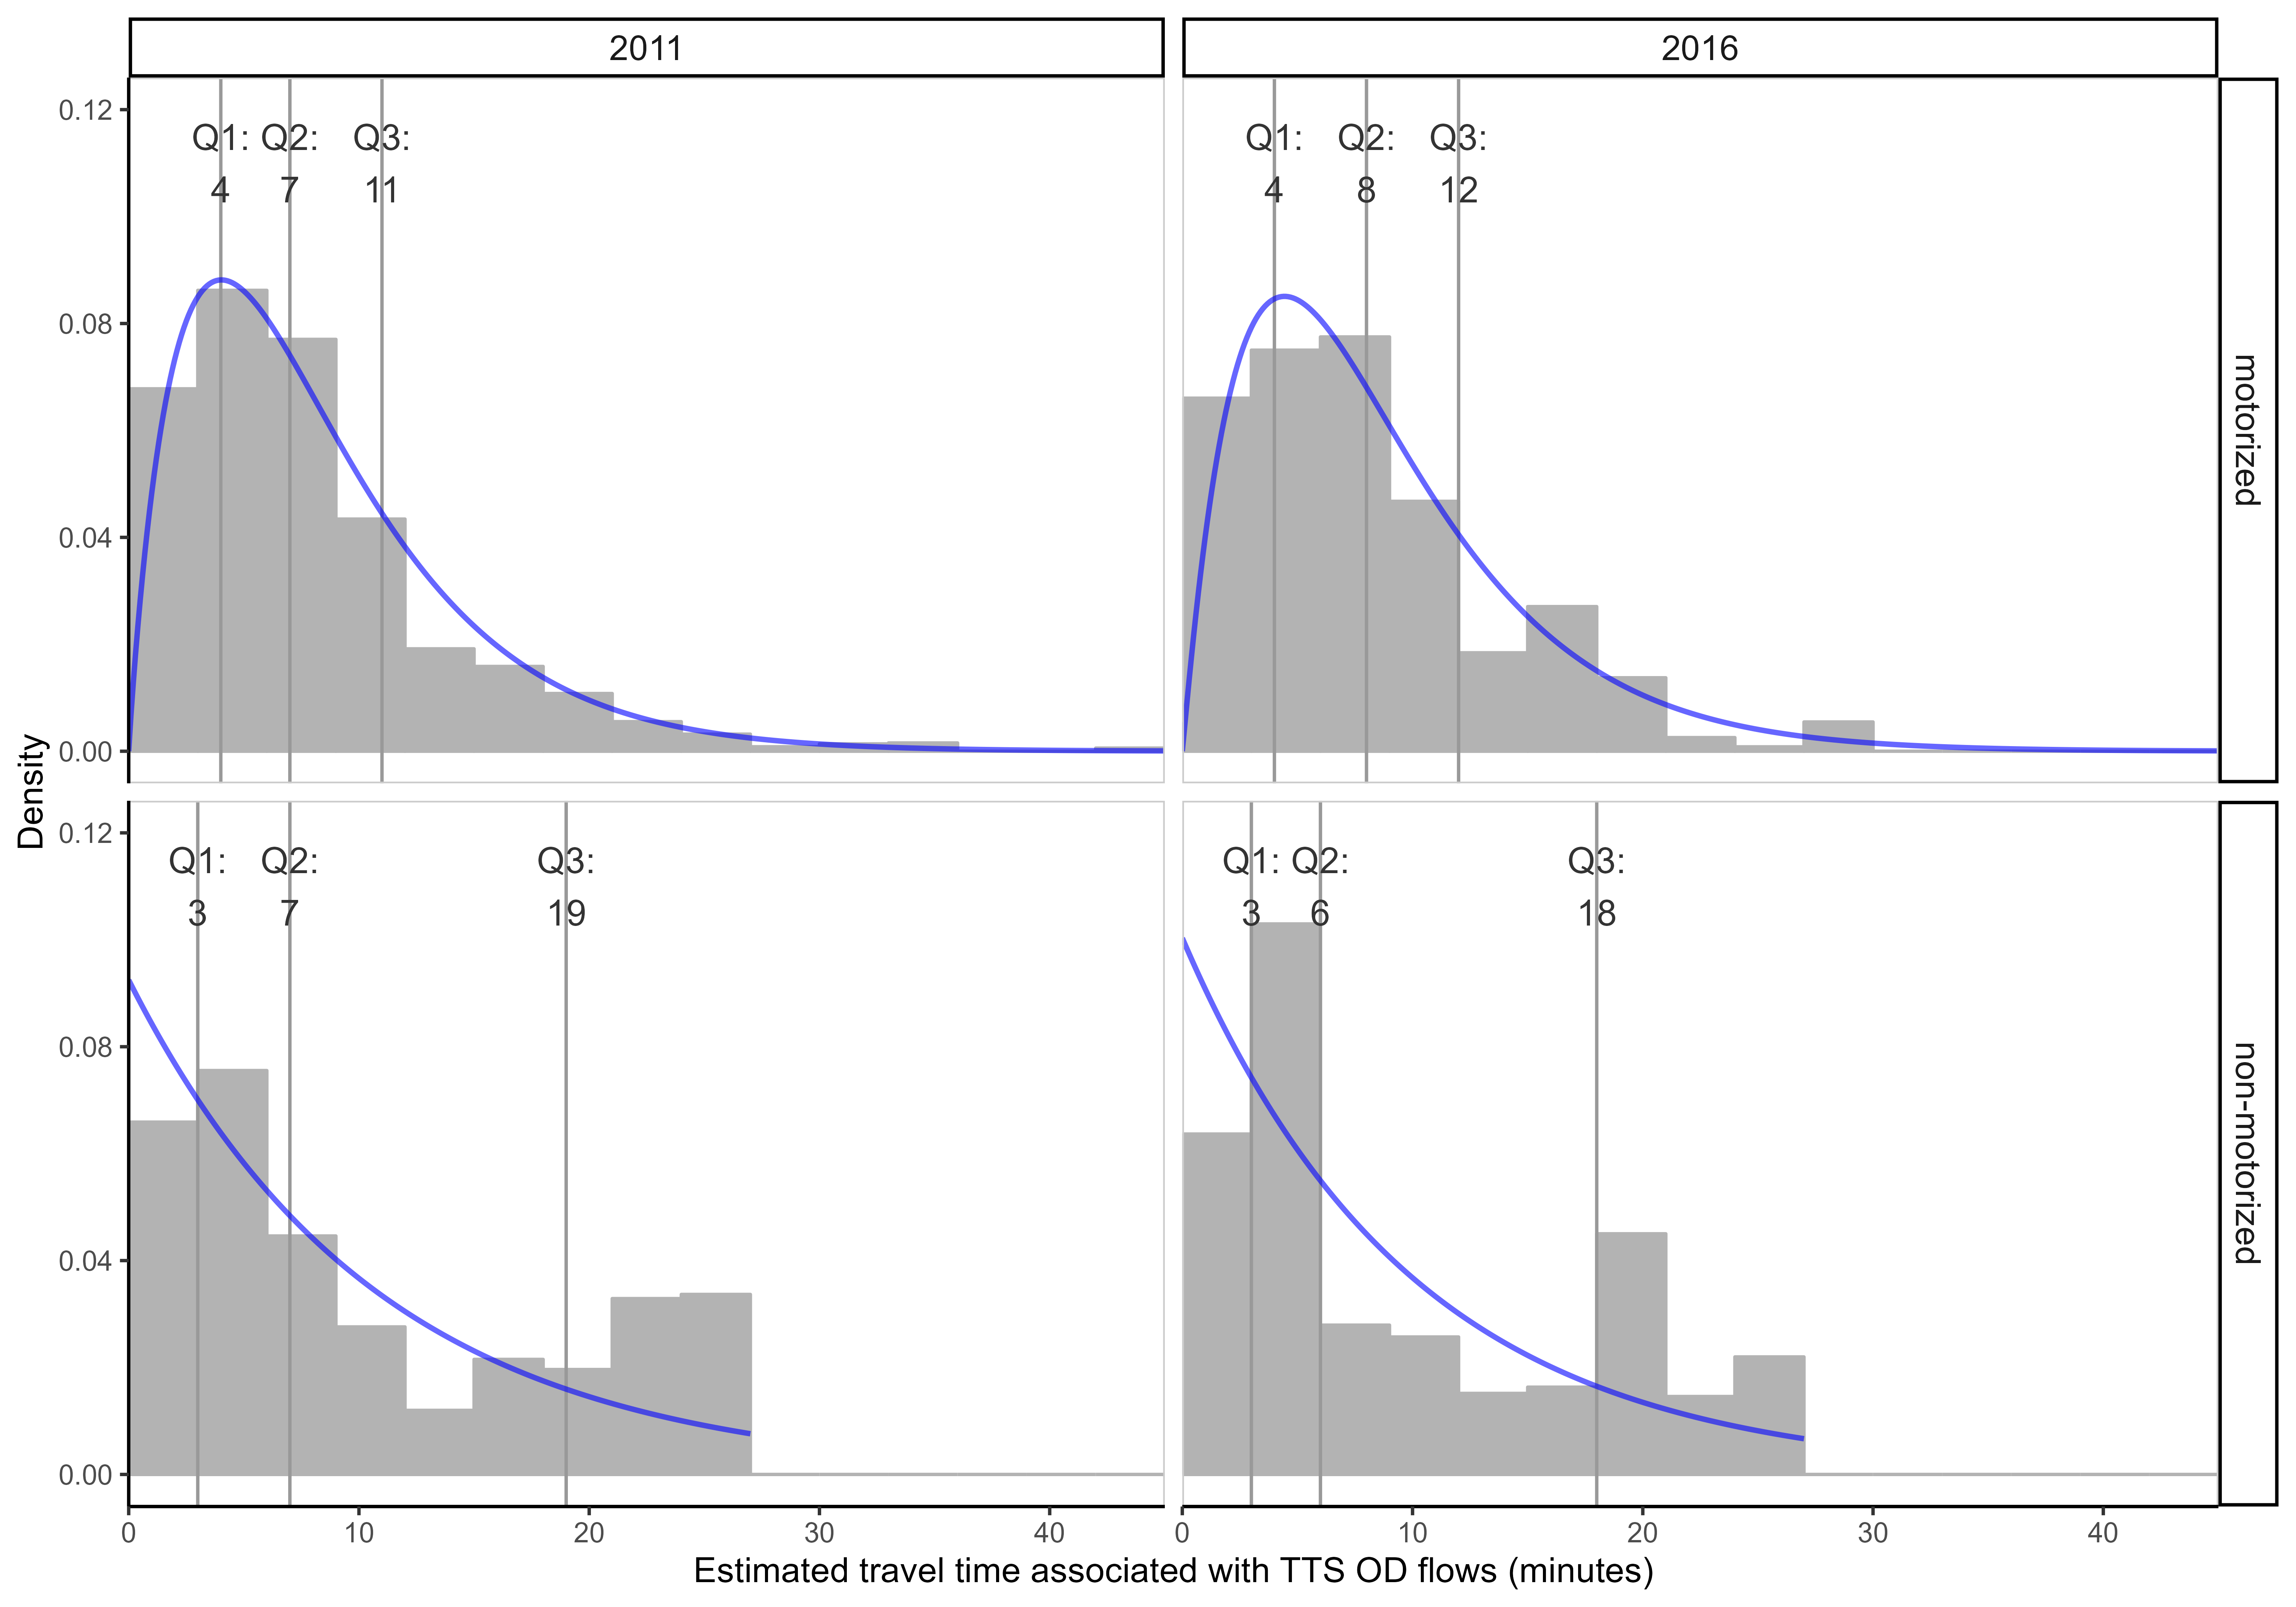 2011 2016
0.12
0.08
0.04
0.00
Q1: Q2: Q3:
4 7 11
Q1: Q2: Q3:
4 8 12
motorized
Density
0.12
0.08
0.04
0.00
Q1: Q2: Q3:
3 7 19
Q1: Q2: Q3:
3 6 18
non-motorized
0 10 20 30 40 0 10 20 30 40
Estimated travel time associated with TTS OD flows (minutes)